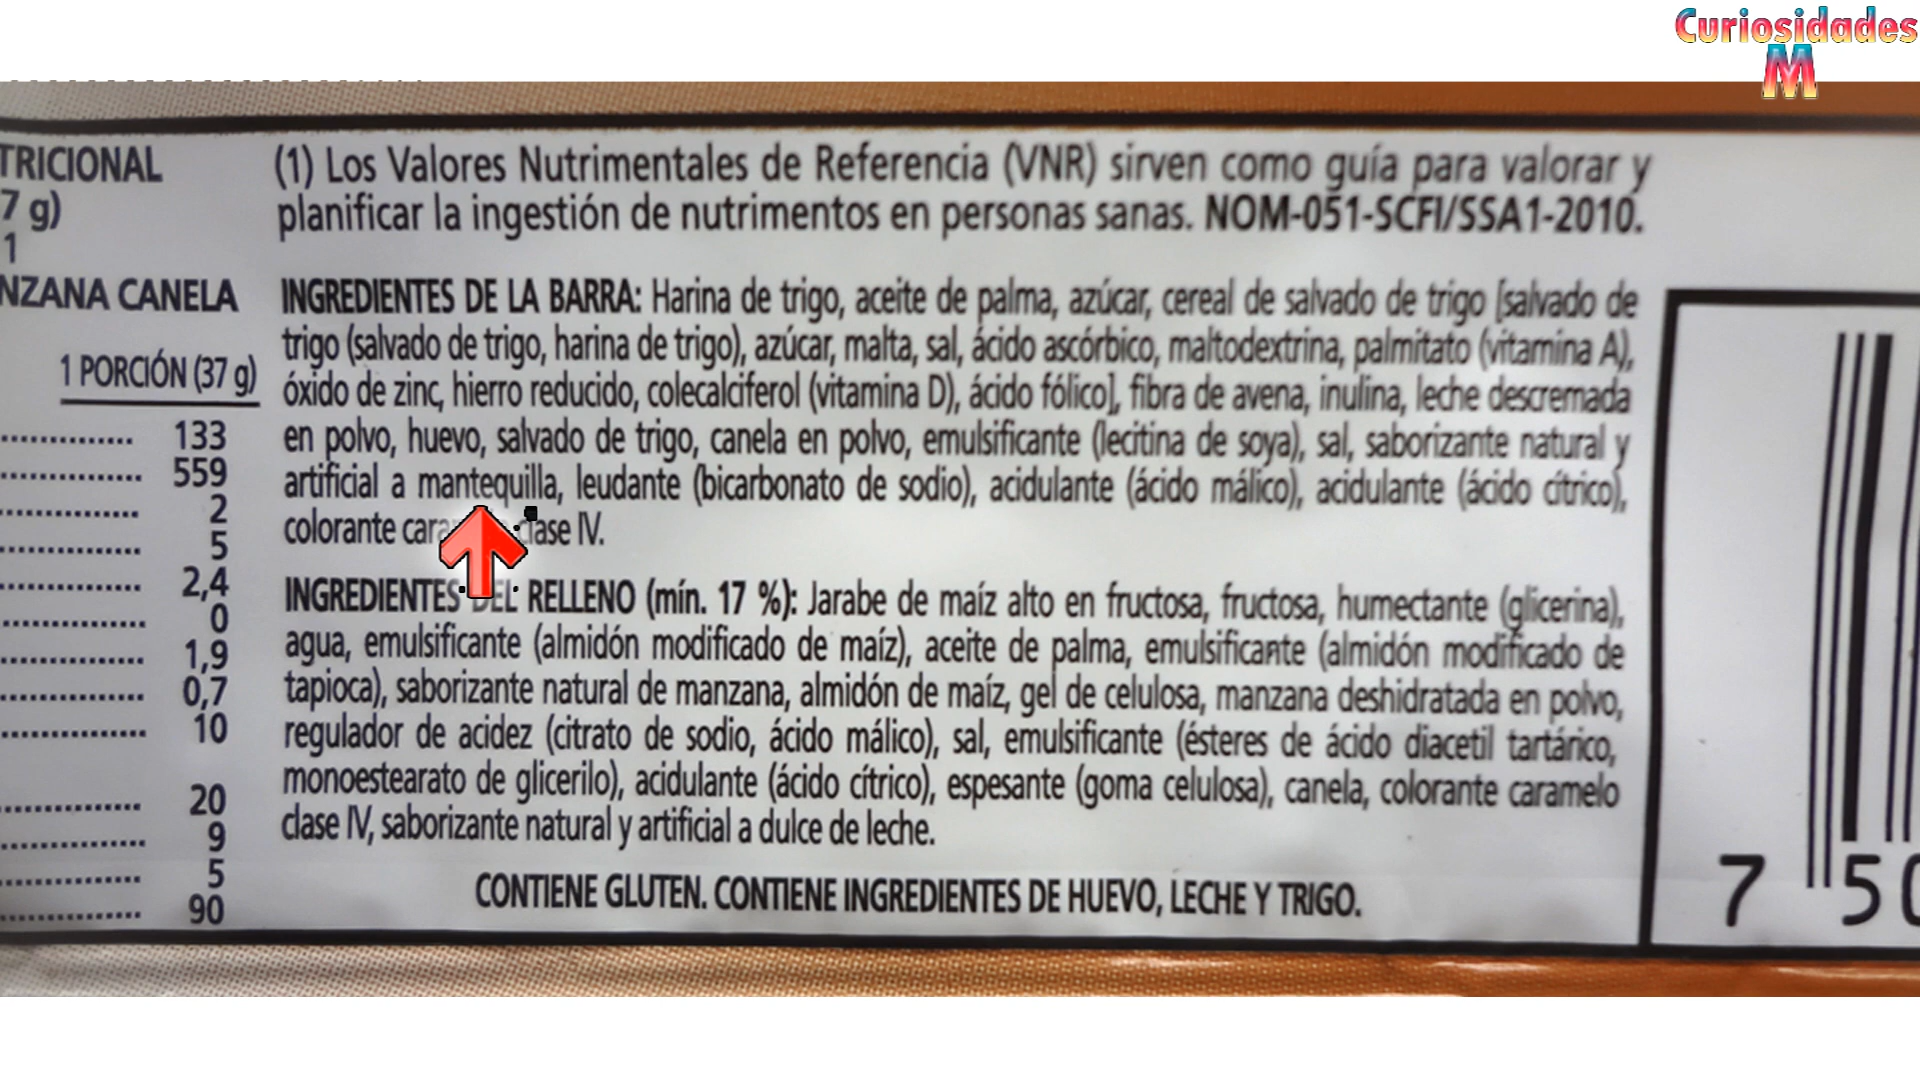 Curiosidades
M
TRICIONAL
7 g)
1
NZANA CANELA
1 PORCIÓN (37 g)
133
559
2
5
2,4
0
1,9
0,7
10
20
9
5
90
(1) Los Valores Nutrimentales de Referencia (VNR) sirven como guía para valorar y
planificar la ingestión de nutrimentos en personas sanas. NOM-051-SCFI/SSA1-2010.
INGREDIENTES DE LA BARRA: Harina de trigo, aceite de palma, azúcar, cereal de salvado de trigo [salvado de
trigo (salvado de trigo, harina de trigo), azúcar, malta, sal, ácido ascórbico, maltodextrina, palmitato (vitamina A),
óxido de zinc, hierro reducido, colecalciferol (vitamina D), ácido fólico], fibra de avena, inulina, leche descremada
en polvo, huevo, salvado de trigo, canela en polvo, emulsificante (lecitina de soya), sal, saborizante natural y
artificial a mantequilla, leudante (bicarbonato de sodio), acidulante (ácido málico), acidulante (ácido cítrico),
colorante clase IV.
INGREDIENTES DEL RELLENO (mín. 17 %): Jarabe de maíz alto en fructosa, fructosa, humectante (glicerina),
agua, emulsificante (almidón modificado de maíz), aceite de palma, emulsificante (almidón modificado de
tapioca), saborizante natural de manzana, almidón de maíz, gel de celulosa, manzana deshidratada en polvo,
regulador de acidez (citrato de sodio, ácido málico), sal, emulsificante (ésteres de ácido diacetil tartárico,
monoestearato de glicerilo), acidulante (ácido cítrico), espesante (goma celulosa), canela, colorante caramelo
clase IV, saborizante natural y artificial a dulce de leche.
CONTIENE GLUTEN. CONTIENE INGREDIENTES DE HUEVO, LECHE Y TRIGO.
7 50